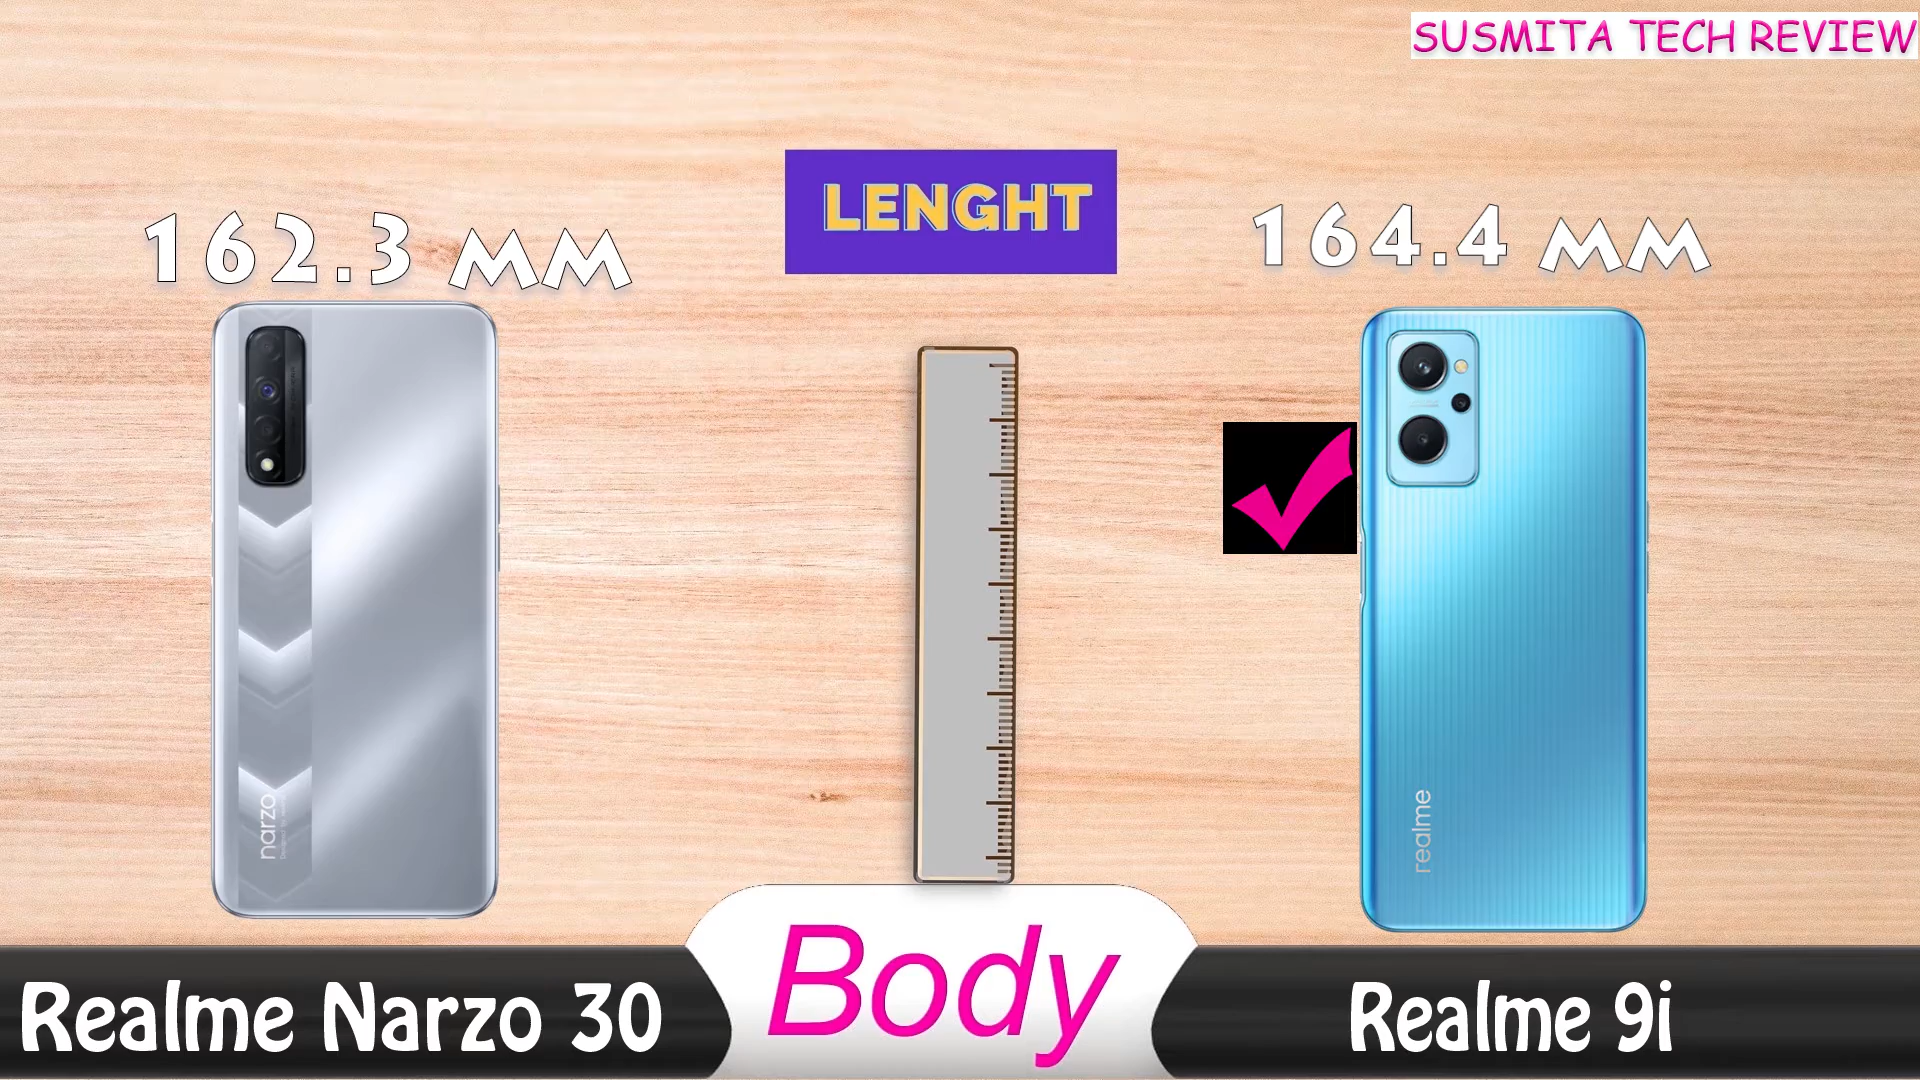 SUSMITA TECH REVIEW
LENGHT
162.3 MM
164.4 MM
narzo
realme
Body
Realme Narzo 30
Realme 9i